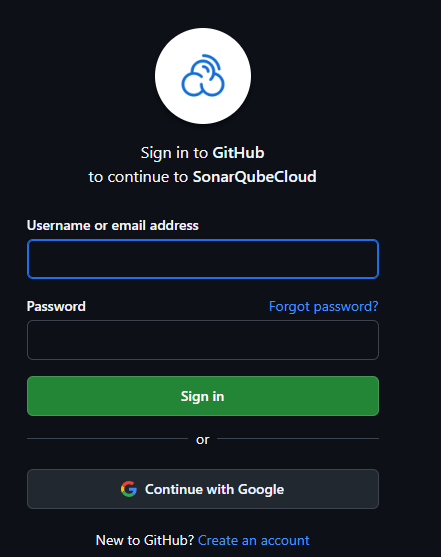 Sign in to GitHub
to continue to SonarQubeCloud
Username or email address
Password
Forgot password?
Sign in
or
Continue with Google
New to GitHub? Create an account